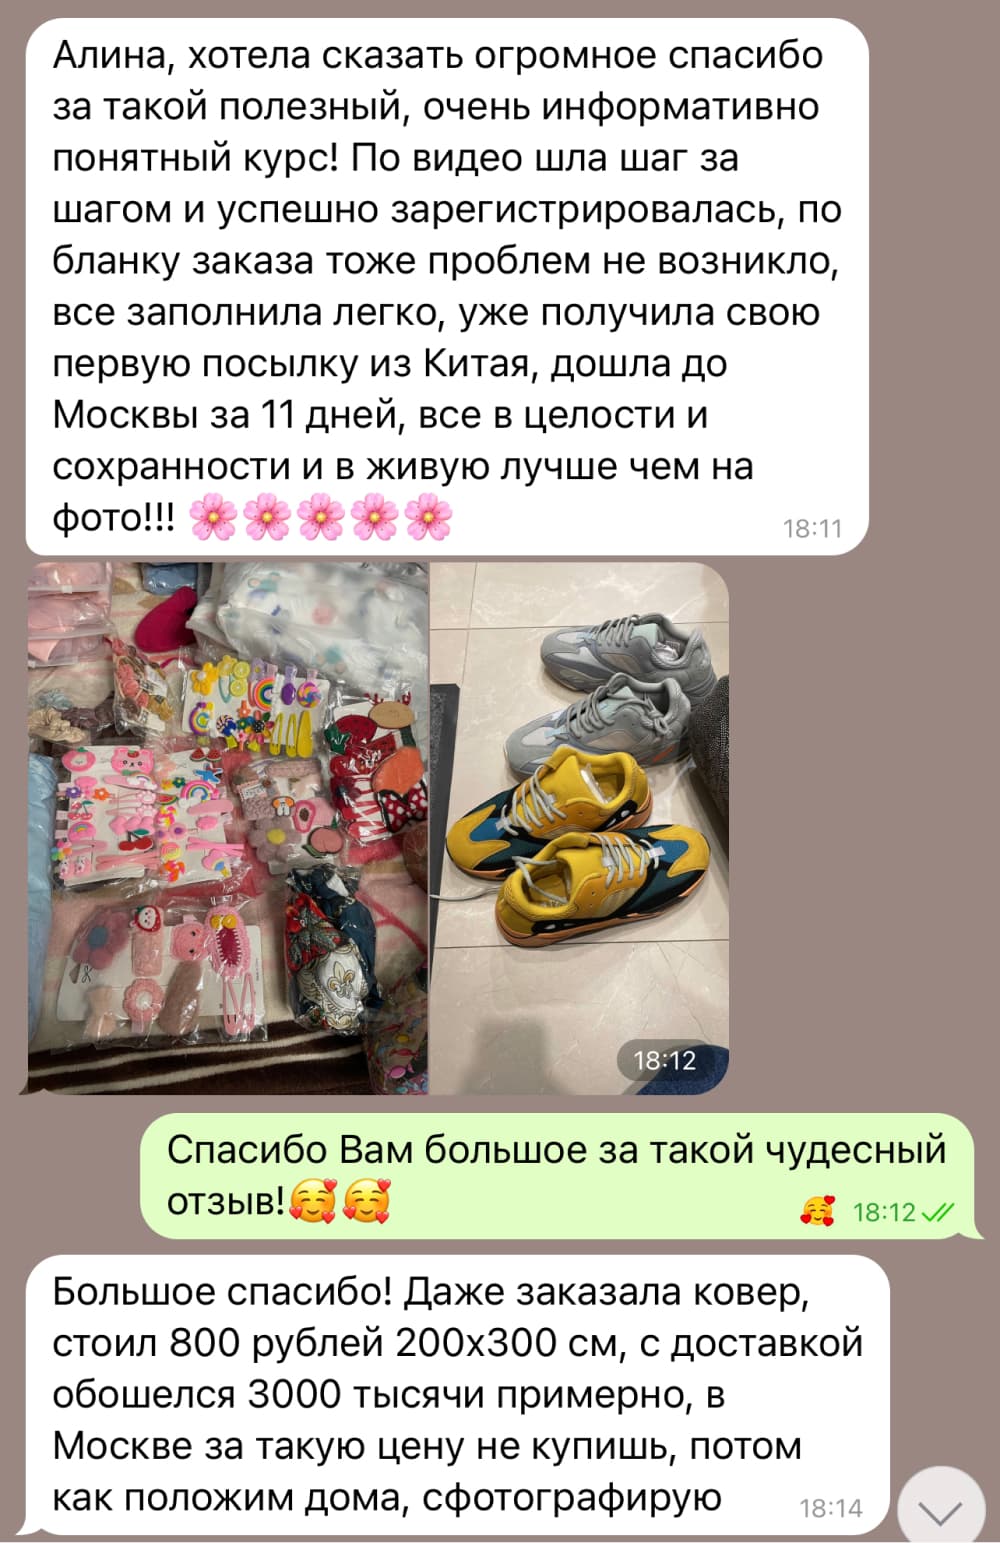 Алина, хотела сказать огромное спасибо
за такой полезный, очень информативно
понятный курс! По видео шла шаг за
шагом и успешно зарегистрировалась, по
бланку заказа тоже проблем не возникло,
все заполнила легко, уже получила свою
первую посылку из Китая, дошла до
Москвы за 11 дней, все в целости и
сохранности и в живую лучше чем на
фото!!! 🌸🌸🌸🌸🌸
18:11
18:12
Спасибо Вам большое за такой чудесный
отзыв!🥰🥰
🥰 18:12
Большое спасибо! Даже заказала ковер,
стоил 800 рублей 200х300 см, с доставкой
обошелся 3000 тысячи примерно, в
Москве за такую цену не купишь, потом
как положим дома, сфотографирую
18:14